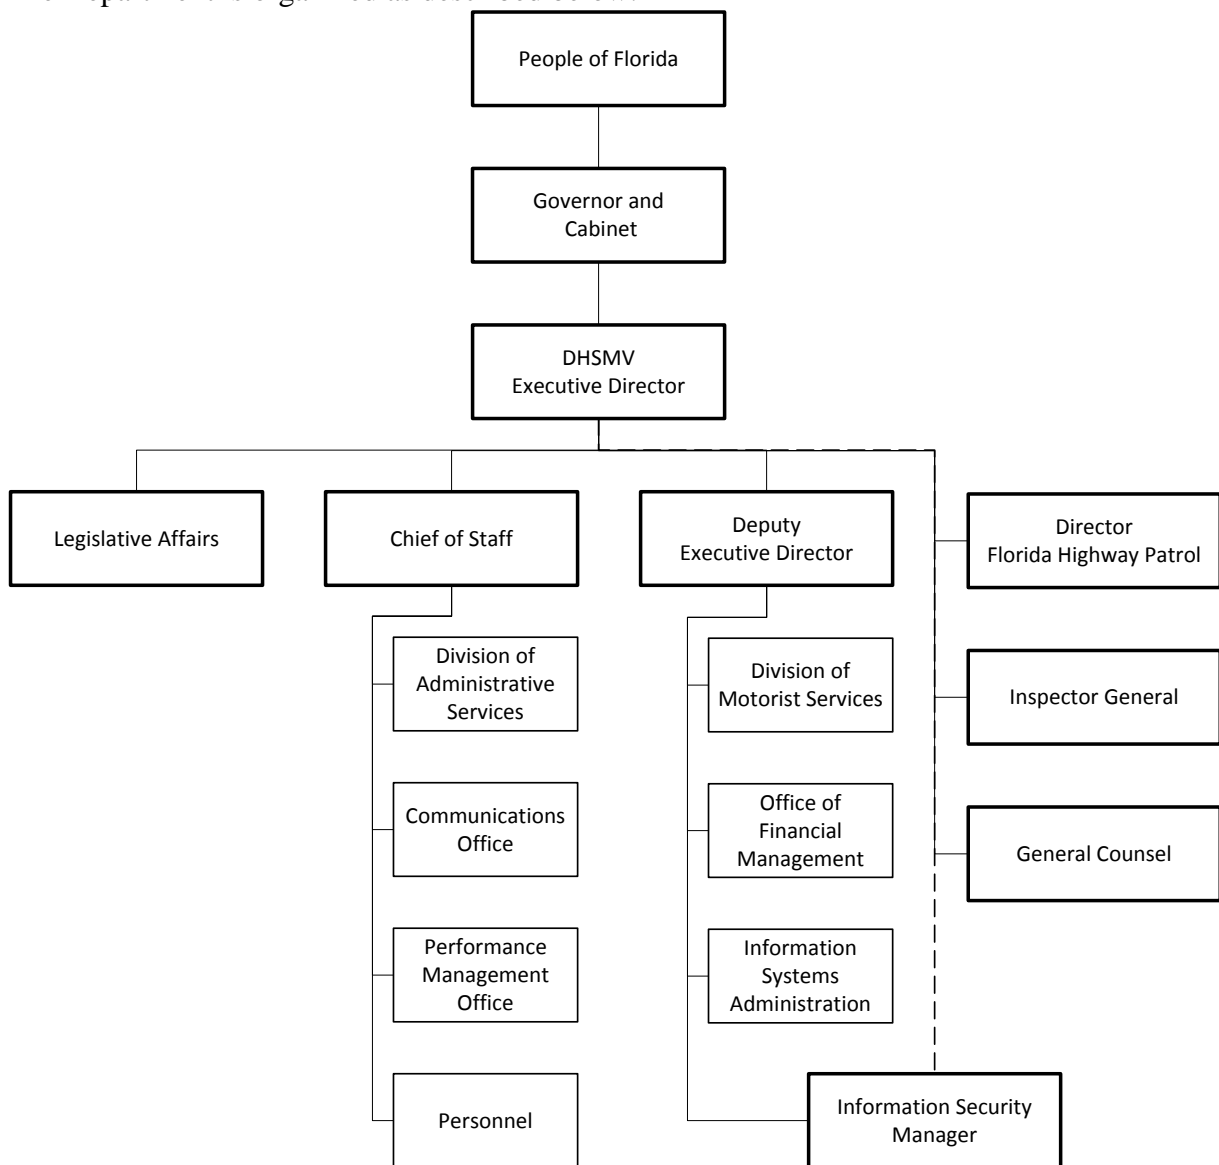 People of Florida
Governor and
Cabinet
DHSMV
Executive Director
Legislative Affairs
Chief of Staff
Deputy
Executive Director
Director
Florida Highway Patrol
Division of
Administrative
Services
Division of
Motorist Services
Inspector General
Communications
Office
Office of
Financial
Management
General Counsel
Performance
Management
Office
Information
Systems
Administration
Personnel
Information Security
Manager